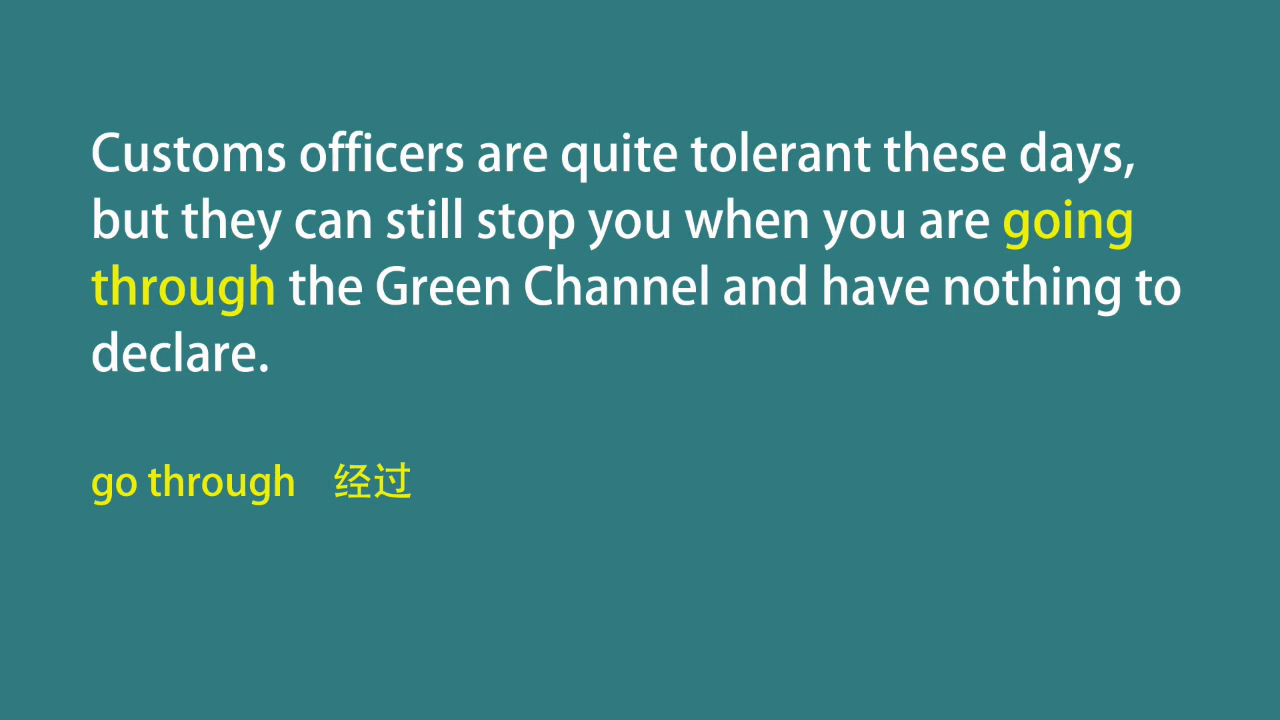 Customs officers are quite tolerant these days,
but they can still stop you when you are going
through the Green Channel and have nothing to
declare.
go through 经过